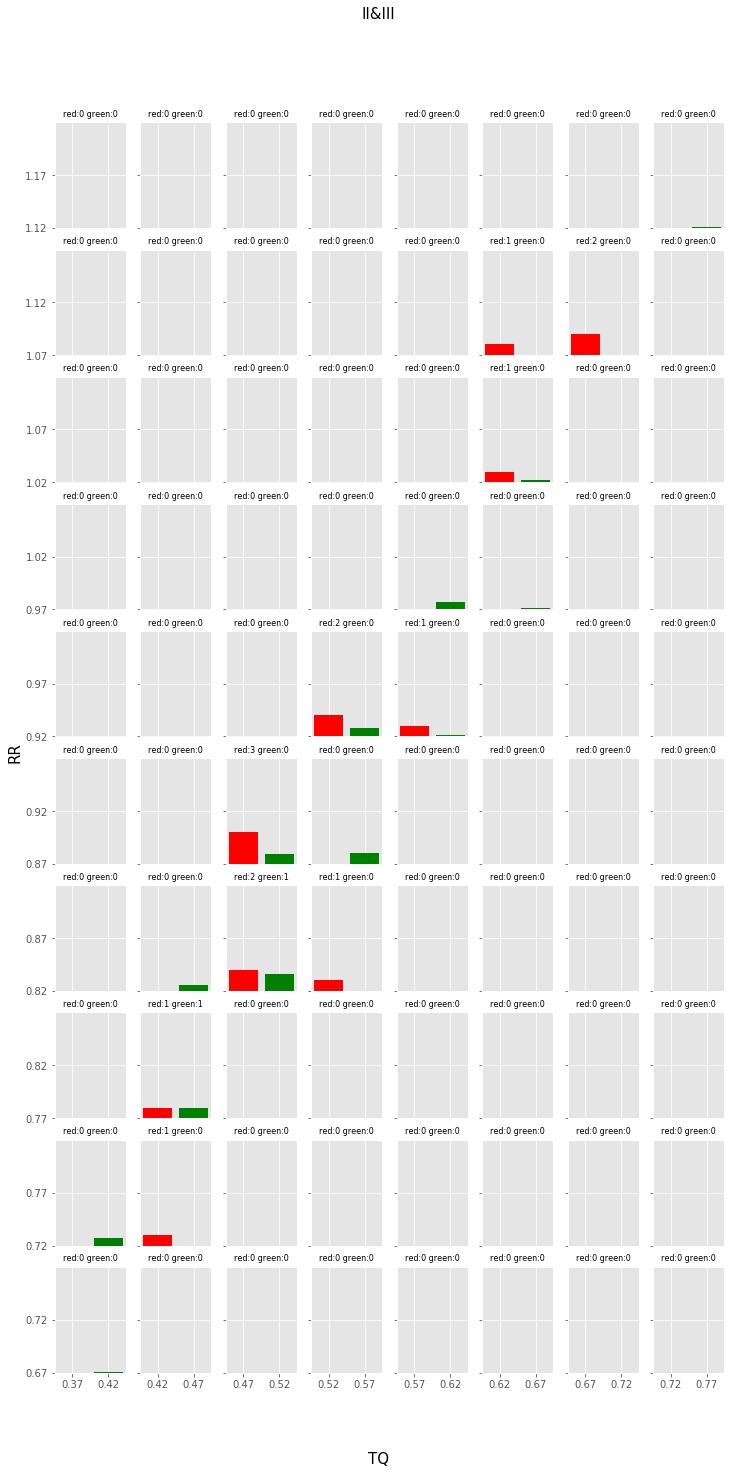 II&III
red:0 green:0 red:0 green:0 red:0 green:0 red:0 green:0 red:0 green:0 red:0 green:0 red:0 green:0 red:0 green:0
1.17
1.12
red:0 green:0 red:0 green:0 red:0 green:0 red:0 green:0 red:0 green:0 red:1 green:0 red:2 green:0 red:0 green:0
1.12
1.07
red:0 green:0 red:0 green:0 red:0 green:0 red:0 green:0 red:0 green:0 red:1 green:0 red:0 green:0 red:0 green:0
1.07
1.02
red:0 green:0 red:0 green:0 red:0 green:0 red:0 green:0 red:0 green:0 red:0 green:0 red:0 green:0 red:0 green:0
1.02
0.97
red:0 green:0 red:0 green:0 red:0 green:0 red:2 green:0 red:1 green:0 red:0 green:0 red:0 green:0 red:0 green:0
0.97
0.92
RR
red:0 green:0 red:0 green:0 red:3 green:0 red:0 green:0 red:0 green:0 red:0 green:0 red:0 green:0 red:0 green:0
0.92
0.87
red:0 green:0 red:0 green:0 red:2 green:1 red:1 green:0 red:0 green:0 red:0 green:0 red:0 green:0 red:0 green:0
0.87
0.82
red:0 green:0 red:1 green:1 red:0 green:0 red:0 green:0 red:0 green:0 red:0 green:0 red:0 green:0 red:0 green:0
0.82
0.77
red:0 green:0 red:1 green:0 red:0 green:0 red:0 green:0 red:0 green:0 red:0 green:0 red:0 green:0 red:0 green:0
0.77
0.72
red:0 green:0 red:0 green:0 red:0 green:0 red:0 green:0 red:0 green:0 red:0 green:0 red:0 green:0 red:0 green:0
0.72
0.67
0.37 0.42 0.42 0.47 0.47 0.52 0.52 0.57 0.57 0.62 0.62 0.67 0.67 0.72 0.72 0.77
TQ